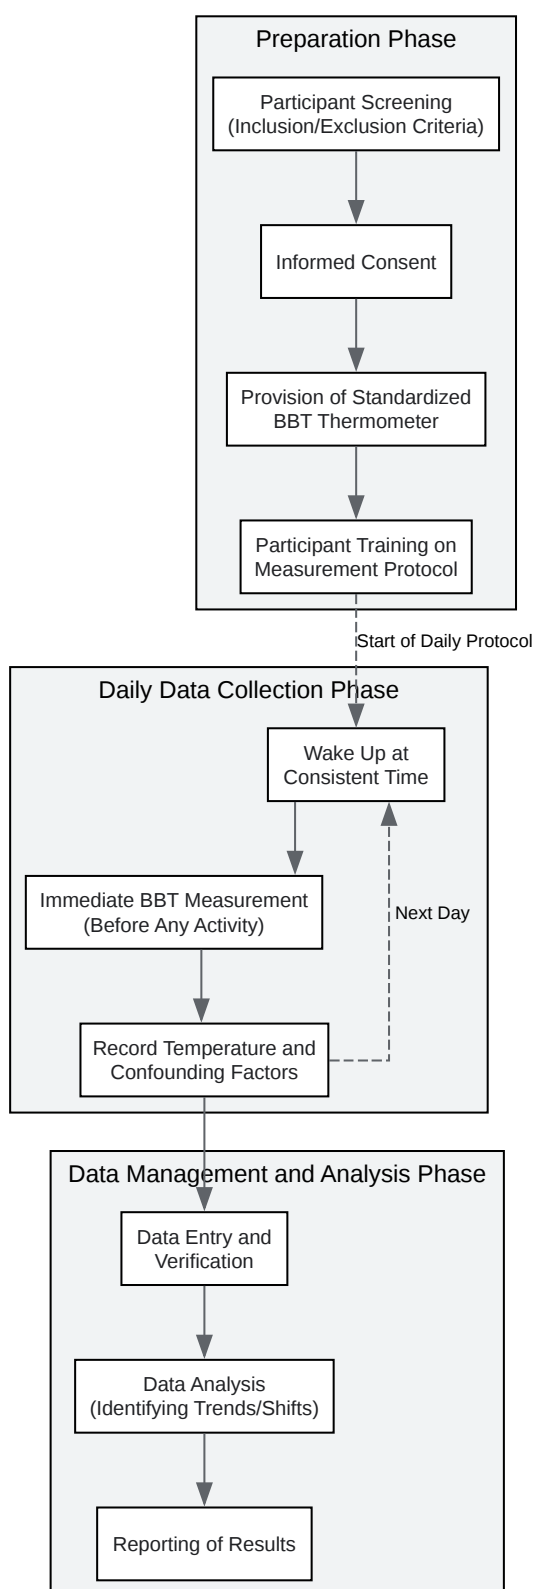 Preparation Phase
Participant Screening
(Inclusion/Exclusion Criteria)
Informed Consent
Provision of Standardized
BBT Thermometer
Participant Training on
Measurement Protocol
Start of Daily Protocol
Daily Data Collection Phase
Wake Up at
Consistent Time
Immediate BBT Measurement
(Before Any Activity)
Next Day
Record Temperature and
Confounding Factors
Data Management and Analysis Phase
Data Entry and
Verification
Data Analysis
(Identifying Trends/Shifts)
Reporting of Results